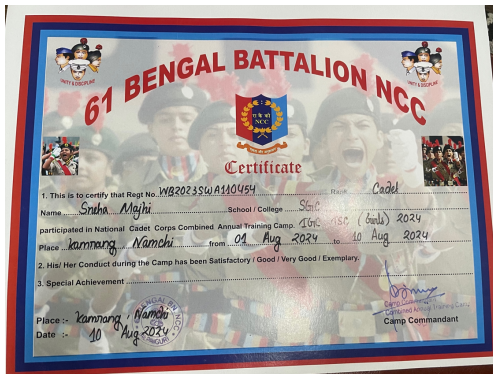 UNITY & DISCIPLINE
UNITY & DISCIPLINE
61 BENGAL BATTALION NCC
NCC
Certificate
1. This is to certify that Regt No. WB2023SWA110454 Rank Cadet
Name Sneha Majhi School / College SGC
participated in National Cadet Corps Combined Annual Training Camp. IGC (Girls) 2024
Place Kamrang, Namchi from 01 Aug 2024 to 10 Aug 2024
2. His/ Her Conduct during the Camp has been Satisfactory / Good / Very Good / Exemplary.
3. Special Achievement
Camp Commandant
Combined Annual Training Camp
Place :- Kamrang, Namchi
Camp Commandant
Date :- 10 Aug 2024